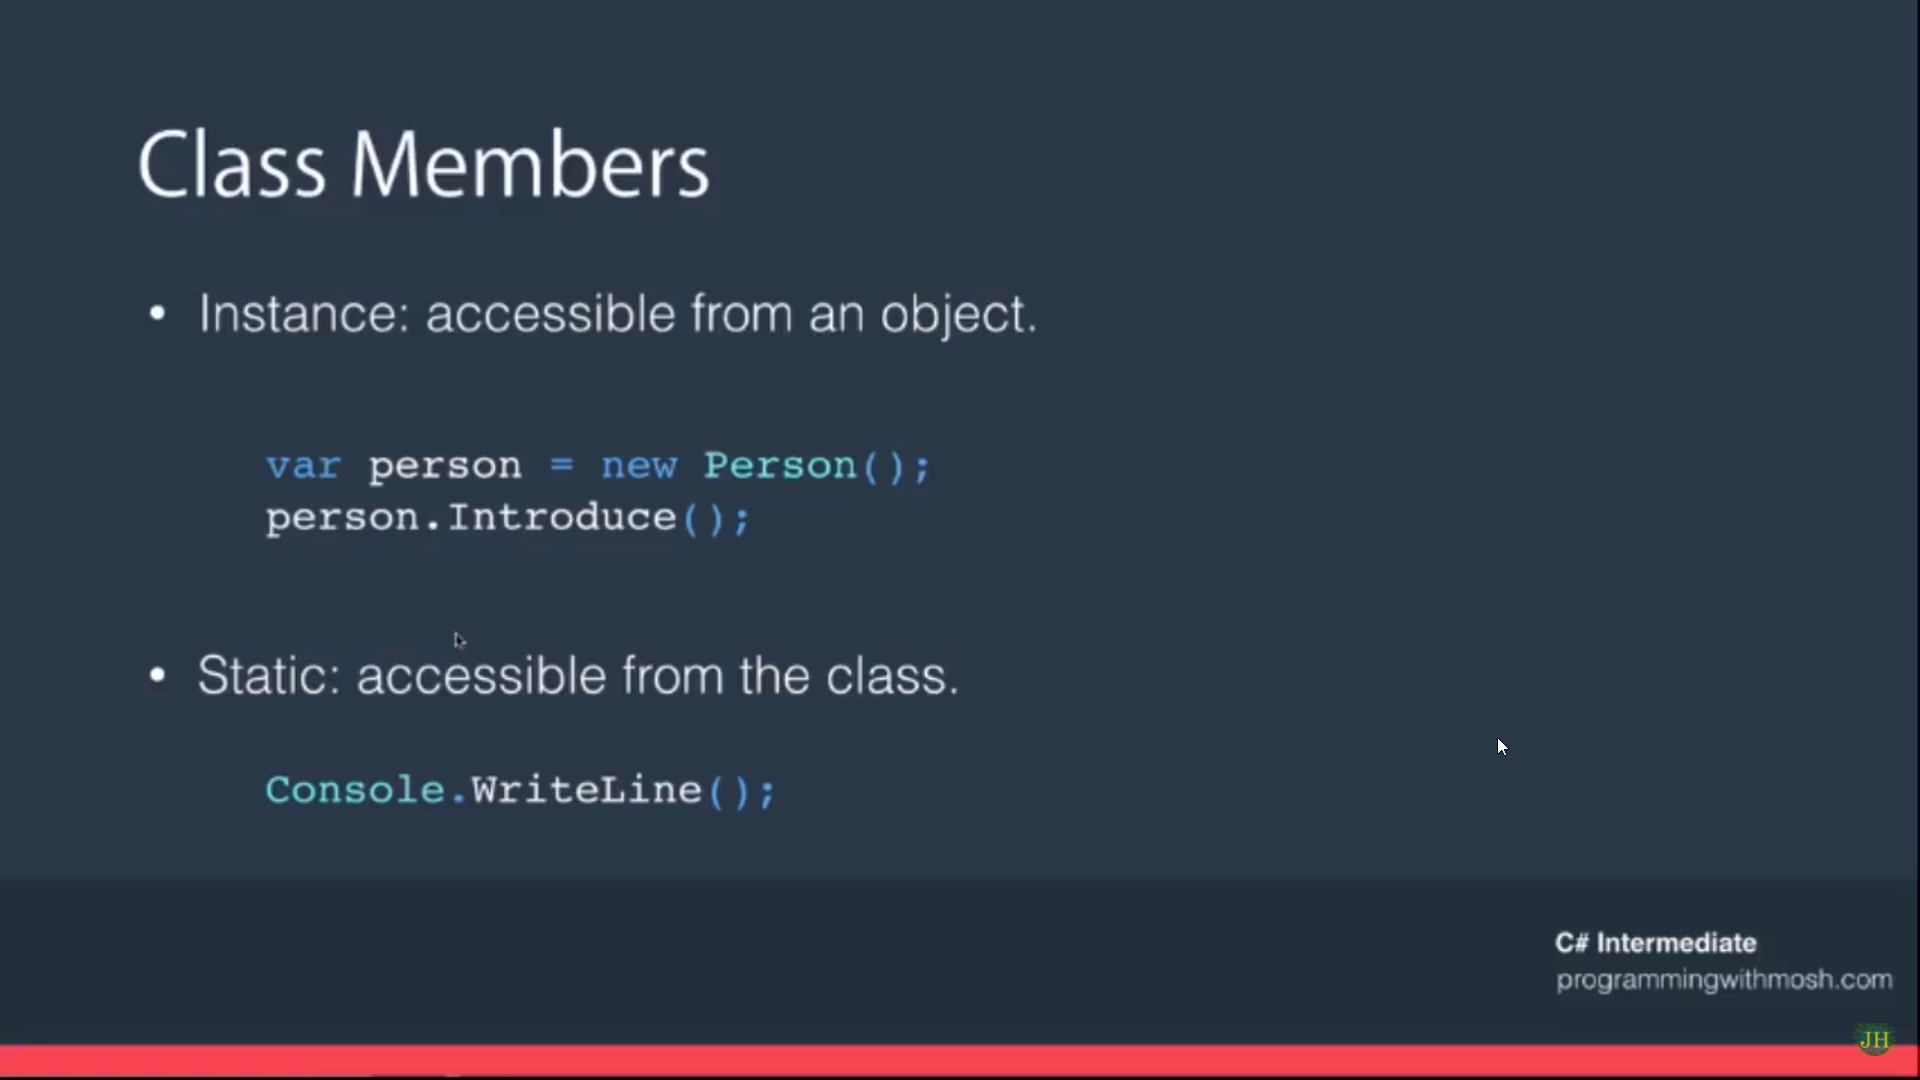 Class Members
• Instance: accessible from an object.
var person = new Person();
person.Introduce();
• Static: accessible from the class.
Console.WriteLine();
C# Intermediate
programmingwithmosh.com
JH